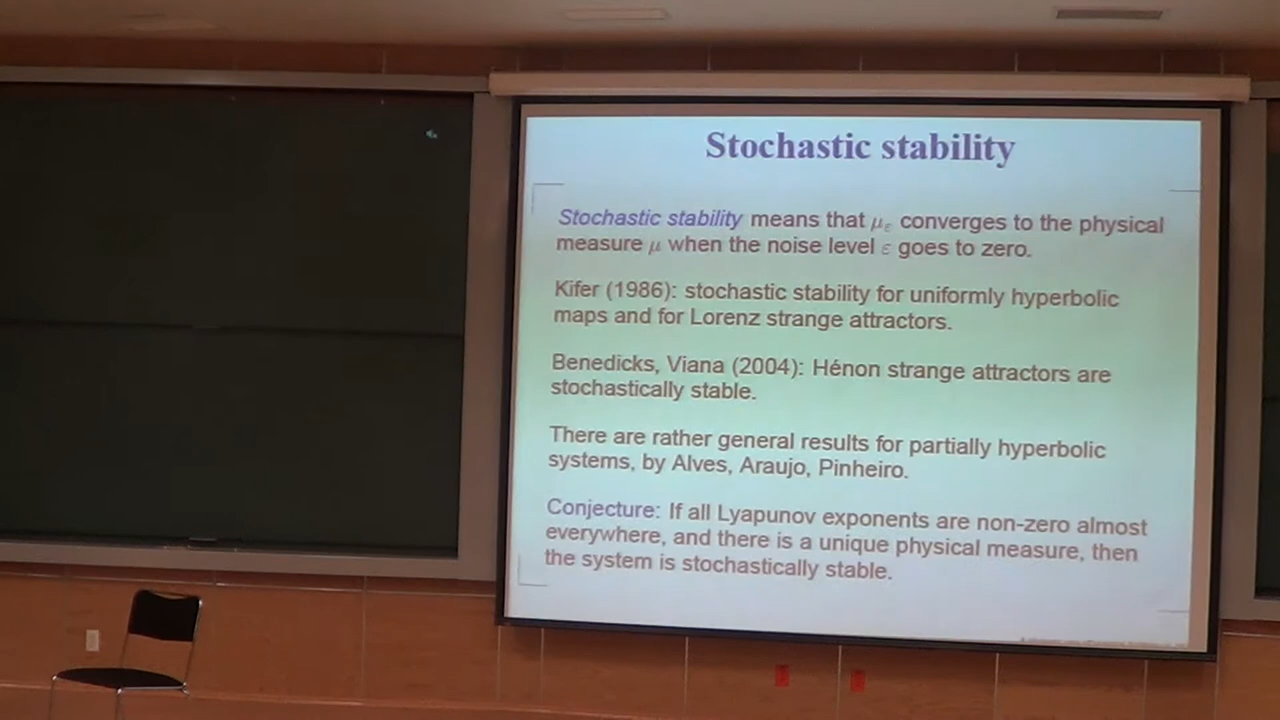 Stochastic stability
Stochastic stability means that με converges to the physical
measure μ when the noise level ε goes to zero.
Kifer (1986): stochastic stability for uniformly hyperbolic
maps and for Lorenz strange attractors.
Benedicks, Viana (2004): Hénon strange attractors are
stochastically stable.
There are rather general results for partially hyperbolic
systems, by Alves, Araujo, Pinheiro.
Conjecture: If all Lyapunov exponents are non-zero almost
everywhere, and there is a unique physical measure, then
the system is stochastically stable.